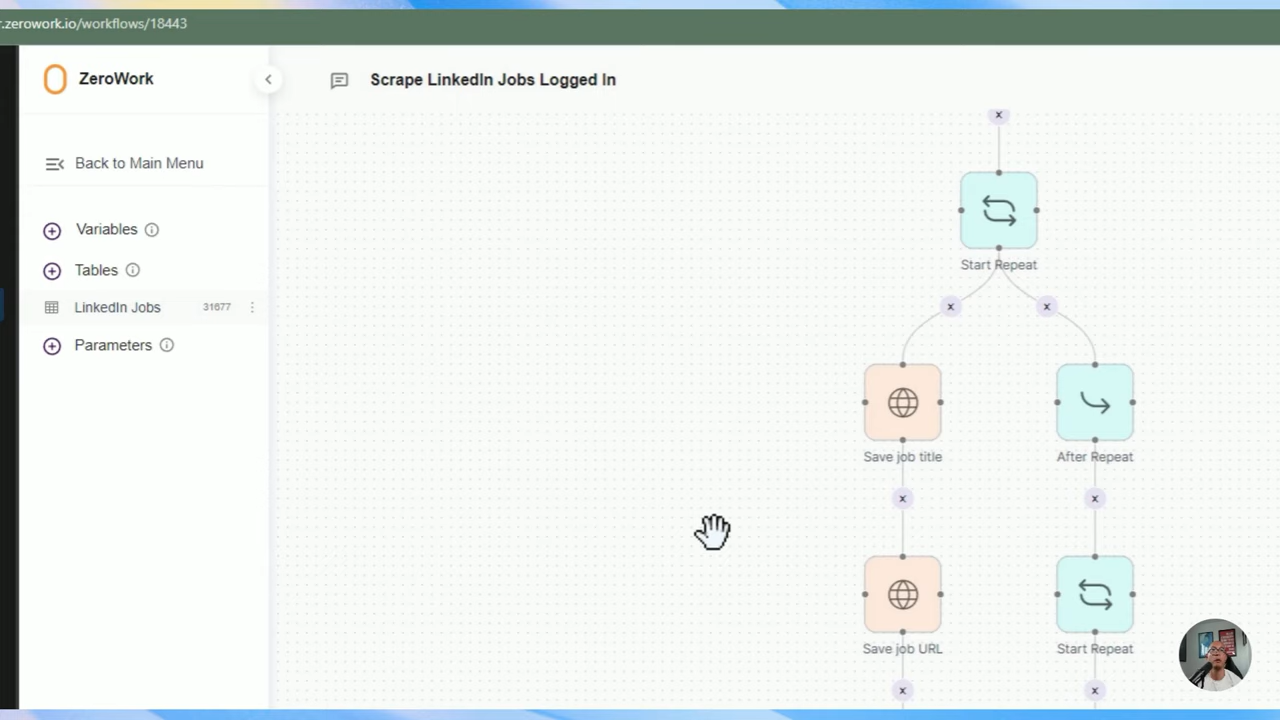 r.zerowork.io/workflows/18443
ZeroWork
Scrape LinkedIn Jobs Logged In
Back to Main Menu
Variables
Tables
LinkedIn Jobs 31677
Parameters
x
Start Repeat
x x
Save job title After Repeat
x x
Save job URL Start Repeat
x x